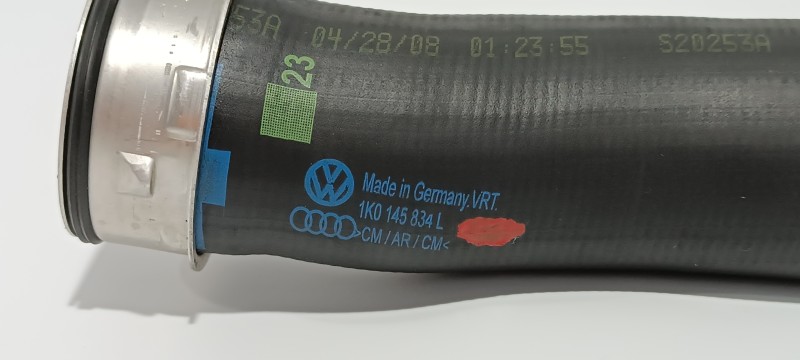 53A 04/28/08 01:23:55 S20253A
23
Made in Germany.VRT.
1K0 145 834 L
>CM / AR / CM<